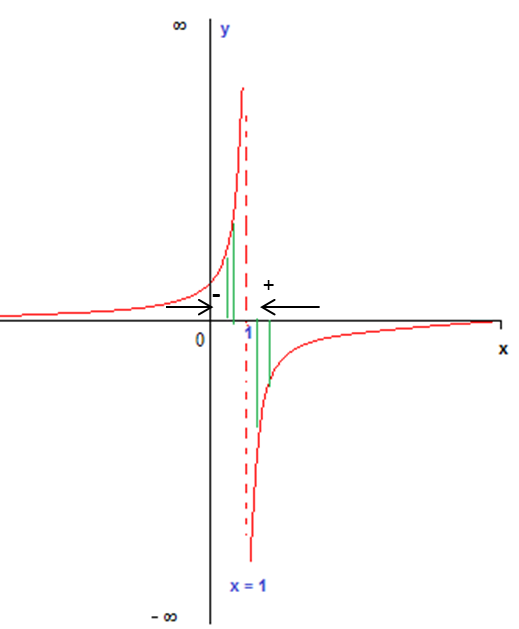 ∞
y
-
+
0
1
x
x = 1
- ∞